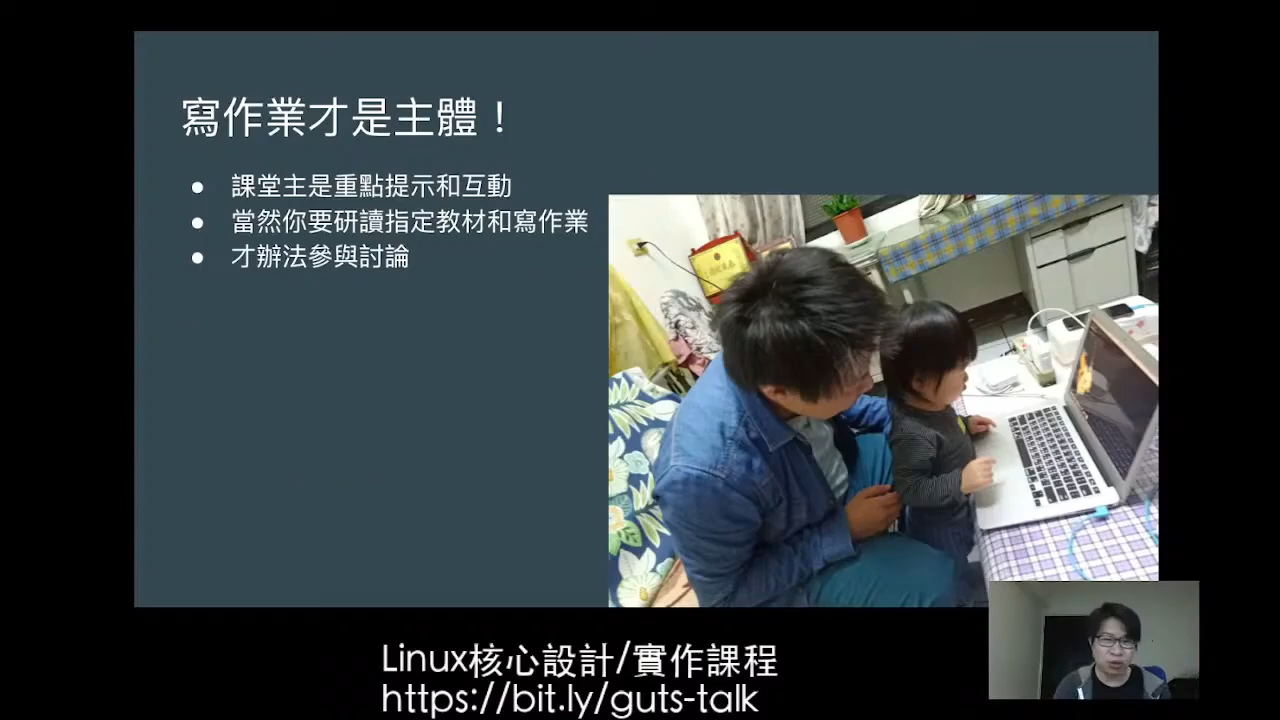 寫作業才是主體！
● 課堂主是重點提示和互動
● 當然你要研讀指定教材和寫作業
● 才辦法參與討論
Linux核心設計/實作課程
https://bit.ly/guts-talk